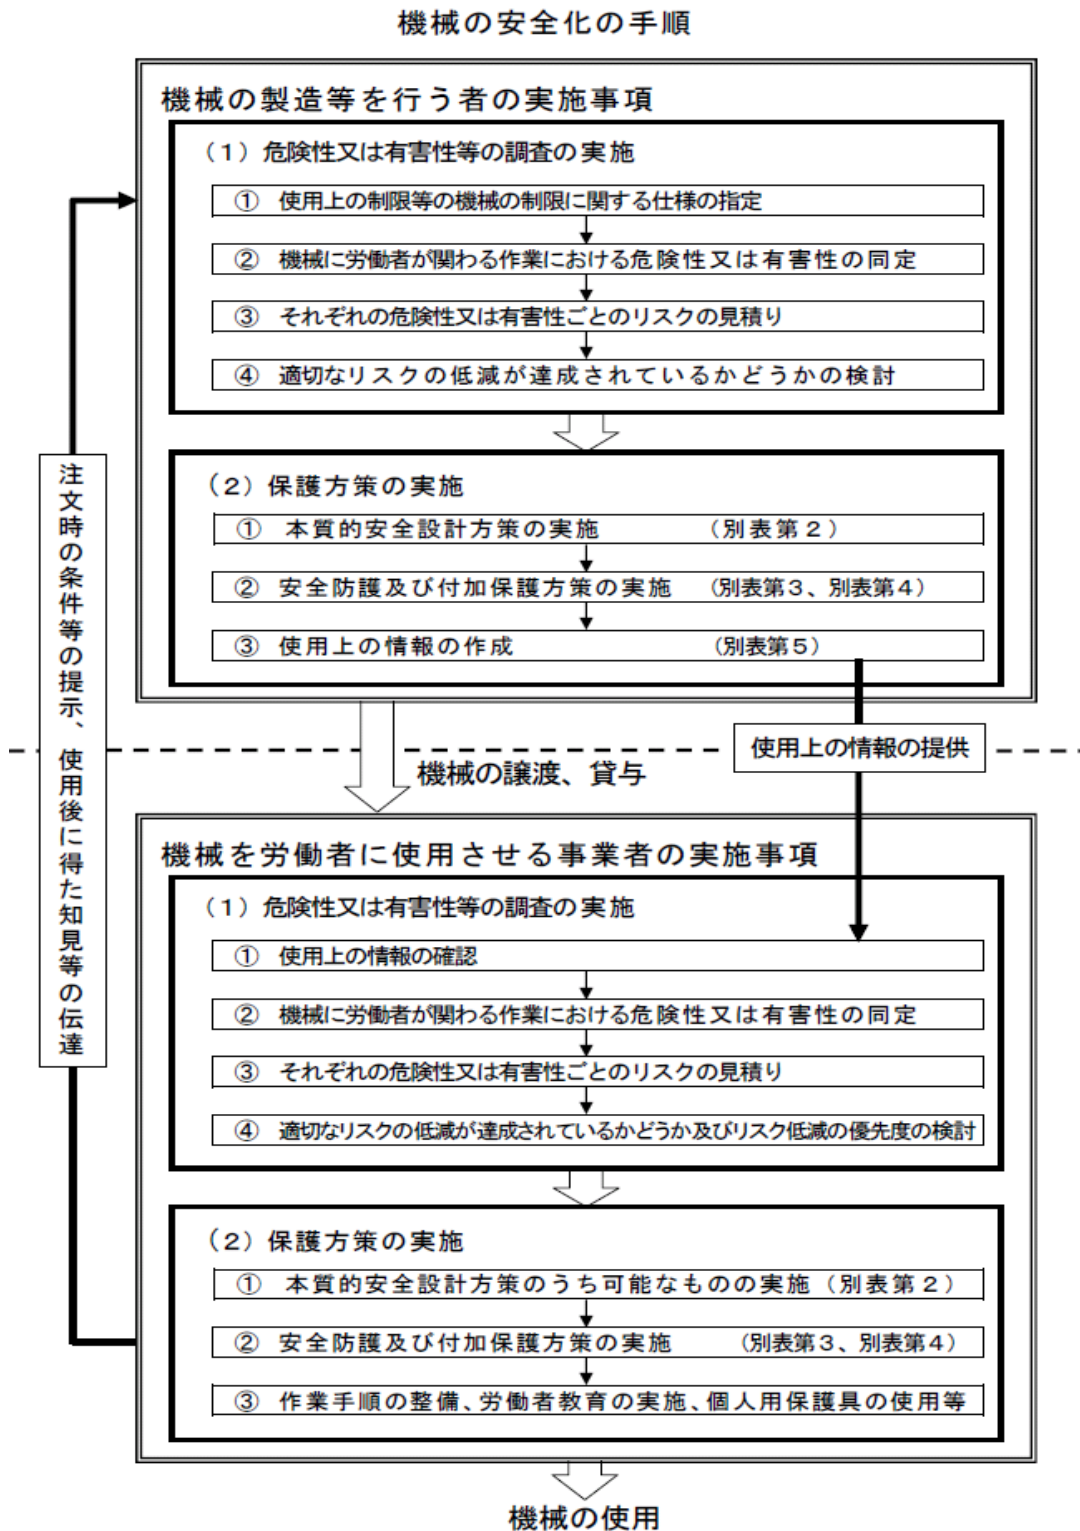 機械の安全化の手順
機械の製造等を行う者の実施事項
（１）危険性又は有害性等の調査の実施
① 使用上の制限等の機械の制限に関する仕様の指定
② 機械に労働者が関わる作業における危険性又は有害性の同定
③ それぞれの危険性又は有害性ごとのリスクの見積り
④ 適切なリスクの低減が達成されているかどうかの検討
（２）保護方策の実施
① 本質的安全設計方策の実施 （別表第２）
② 安全防護及び付加保護方策の実施 （別表第３、別表第４）
③ 使用上の情報の作成 （別表第５）
注文時の条件等の提示、使用後に得た知見等の伝達
使用上の情報の提供
機械の譲渡、貸与
機械を労働者に使用させる事業者の実施事項
（１）危険性又は有害性等の調査の実施
① 使用上の情報の確認
② 機械に労働者が関わる作業における危険性又は有害性の同定
③ それぞれの危険性又は有害性ごとのリスクの見積り
④ 適切なリスクの低減が達成されているかどうか及びリスク低減の優先度の検討
（２）保護方策の実施
① 本質的安全設計方策のうち可能なものの実施（別表第２）
② 安全防護及び付加保護方策の実施 （別表第３、別表第４）
③ 作業手順の整備、労働者教育の実施、個人用保護具の使用等
機械の使用